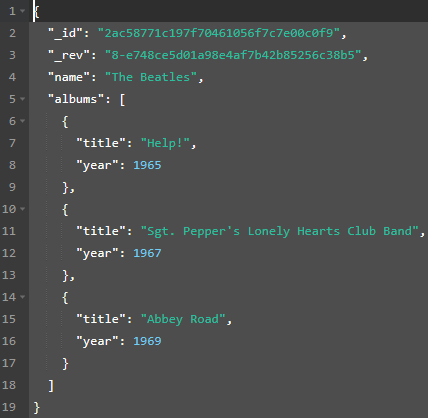 1 {
2 "_id": "2ac58771c197f70461056f7c7e00c0f9",
3 "_rev": "8-e748ce5d01a98e4af7b42b85256c38b5",
4 "name": "The Beatles",
5 "albums": [
6 {
7 "title": "Help!",
8 "year": 1965
9 },
10 {
11 "title": "Sgt. Pepper's Lonely Hearts Club Band",
12 "year": 1967
13 },
14 {
15 "title": "Abbey Road",
16 "year": 1969
17 }
18 ]
19 }